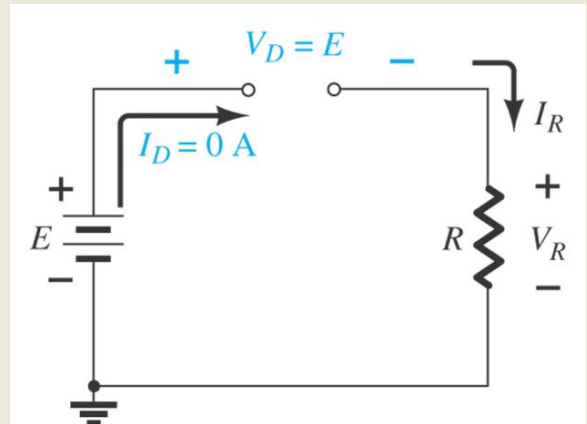 + V_D = E −
I_D = 0 A
I_R
+
E
−
R
+
V_R
−